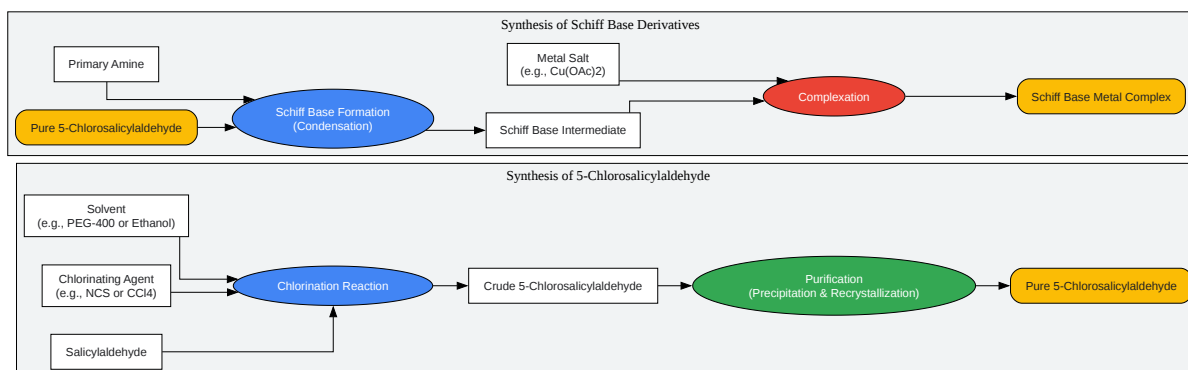 Synthesis of Schiff Base Derivatives
Primary Amine
Pure 5-Chlorosalicylaldehyde
Schiff Base Formation
(Condensation)
Metal Salt
(e.g., Cu(OAc)2)
Schiff Base Intermediate
Complexation
Schiff Base Metal Complex
Synthesis of 5-Chlorosalicylaldehyde
Solvent
(e.g., PEG-400 or Ethanol)
Chlorinating Agent
(e.g., NCS or CCl4)
Salicylaldehyde
Chlorination Reaction
Crude 5-Chlorosalicylaldehyde
Purification
(Precipitation & Recrystallization)
Pure 5-Chlorosalicylaldehyde